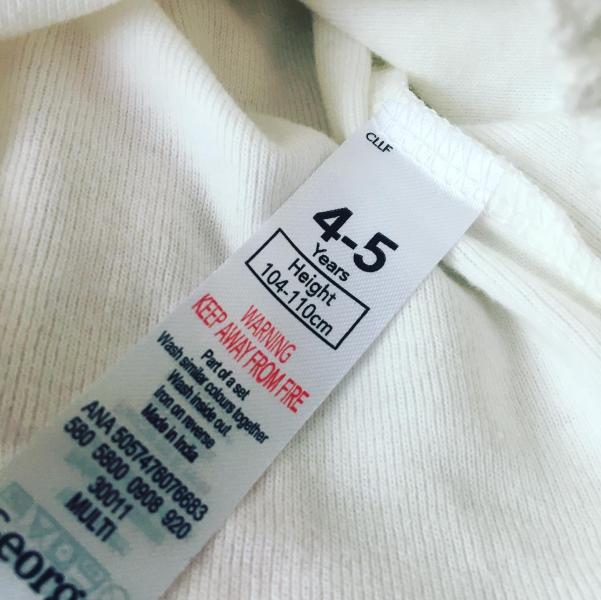 CLLF
4-5
Years
Height
104-110cm
WARNING
KEEP AWAY FROM FIRE
Part of a set
Wash similar colours together
Wash inside out
Iron on reverse
Made in India
ANA 5057476076683
580 5800 0908 920
30011
MULTI